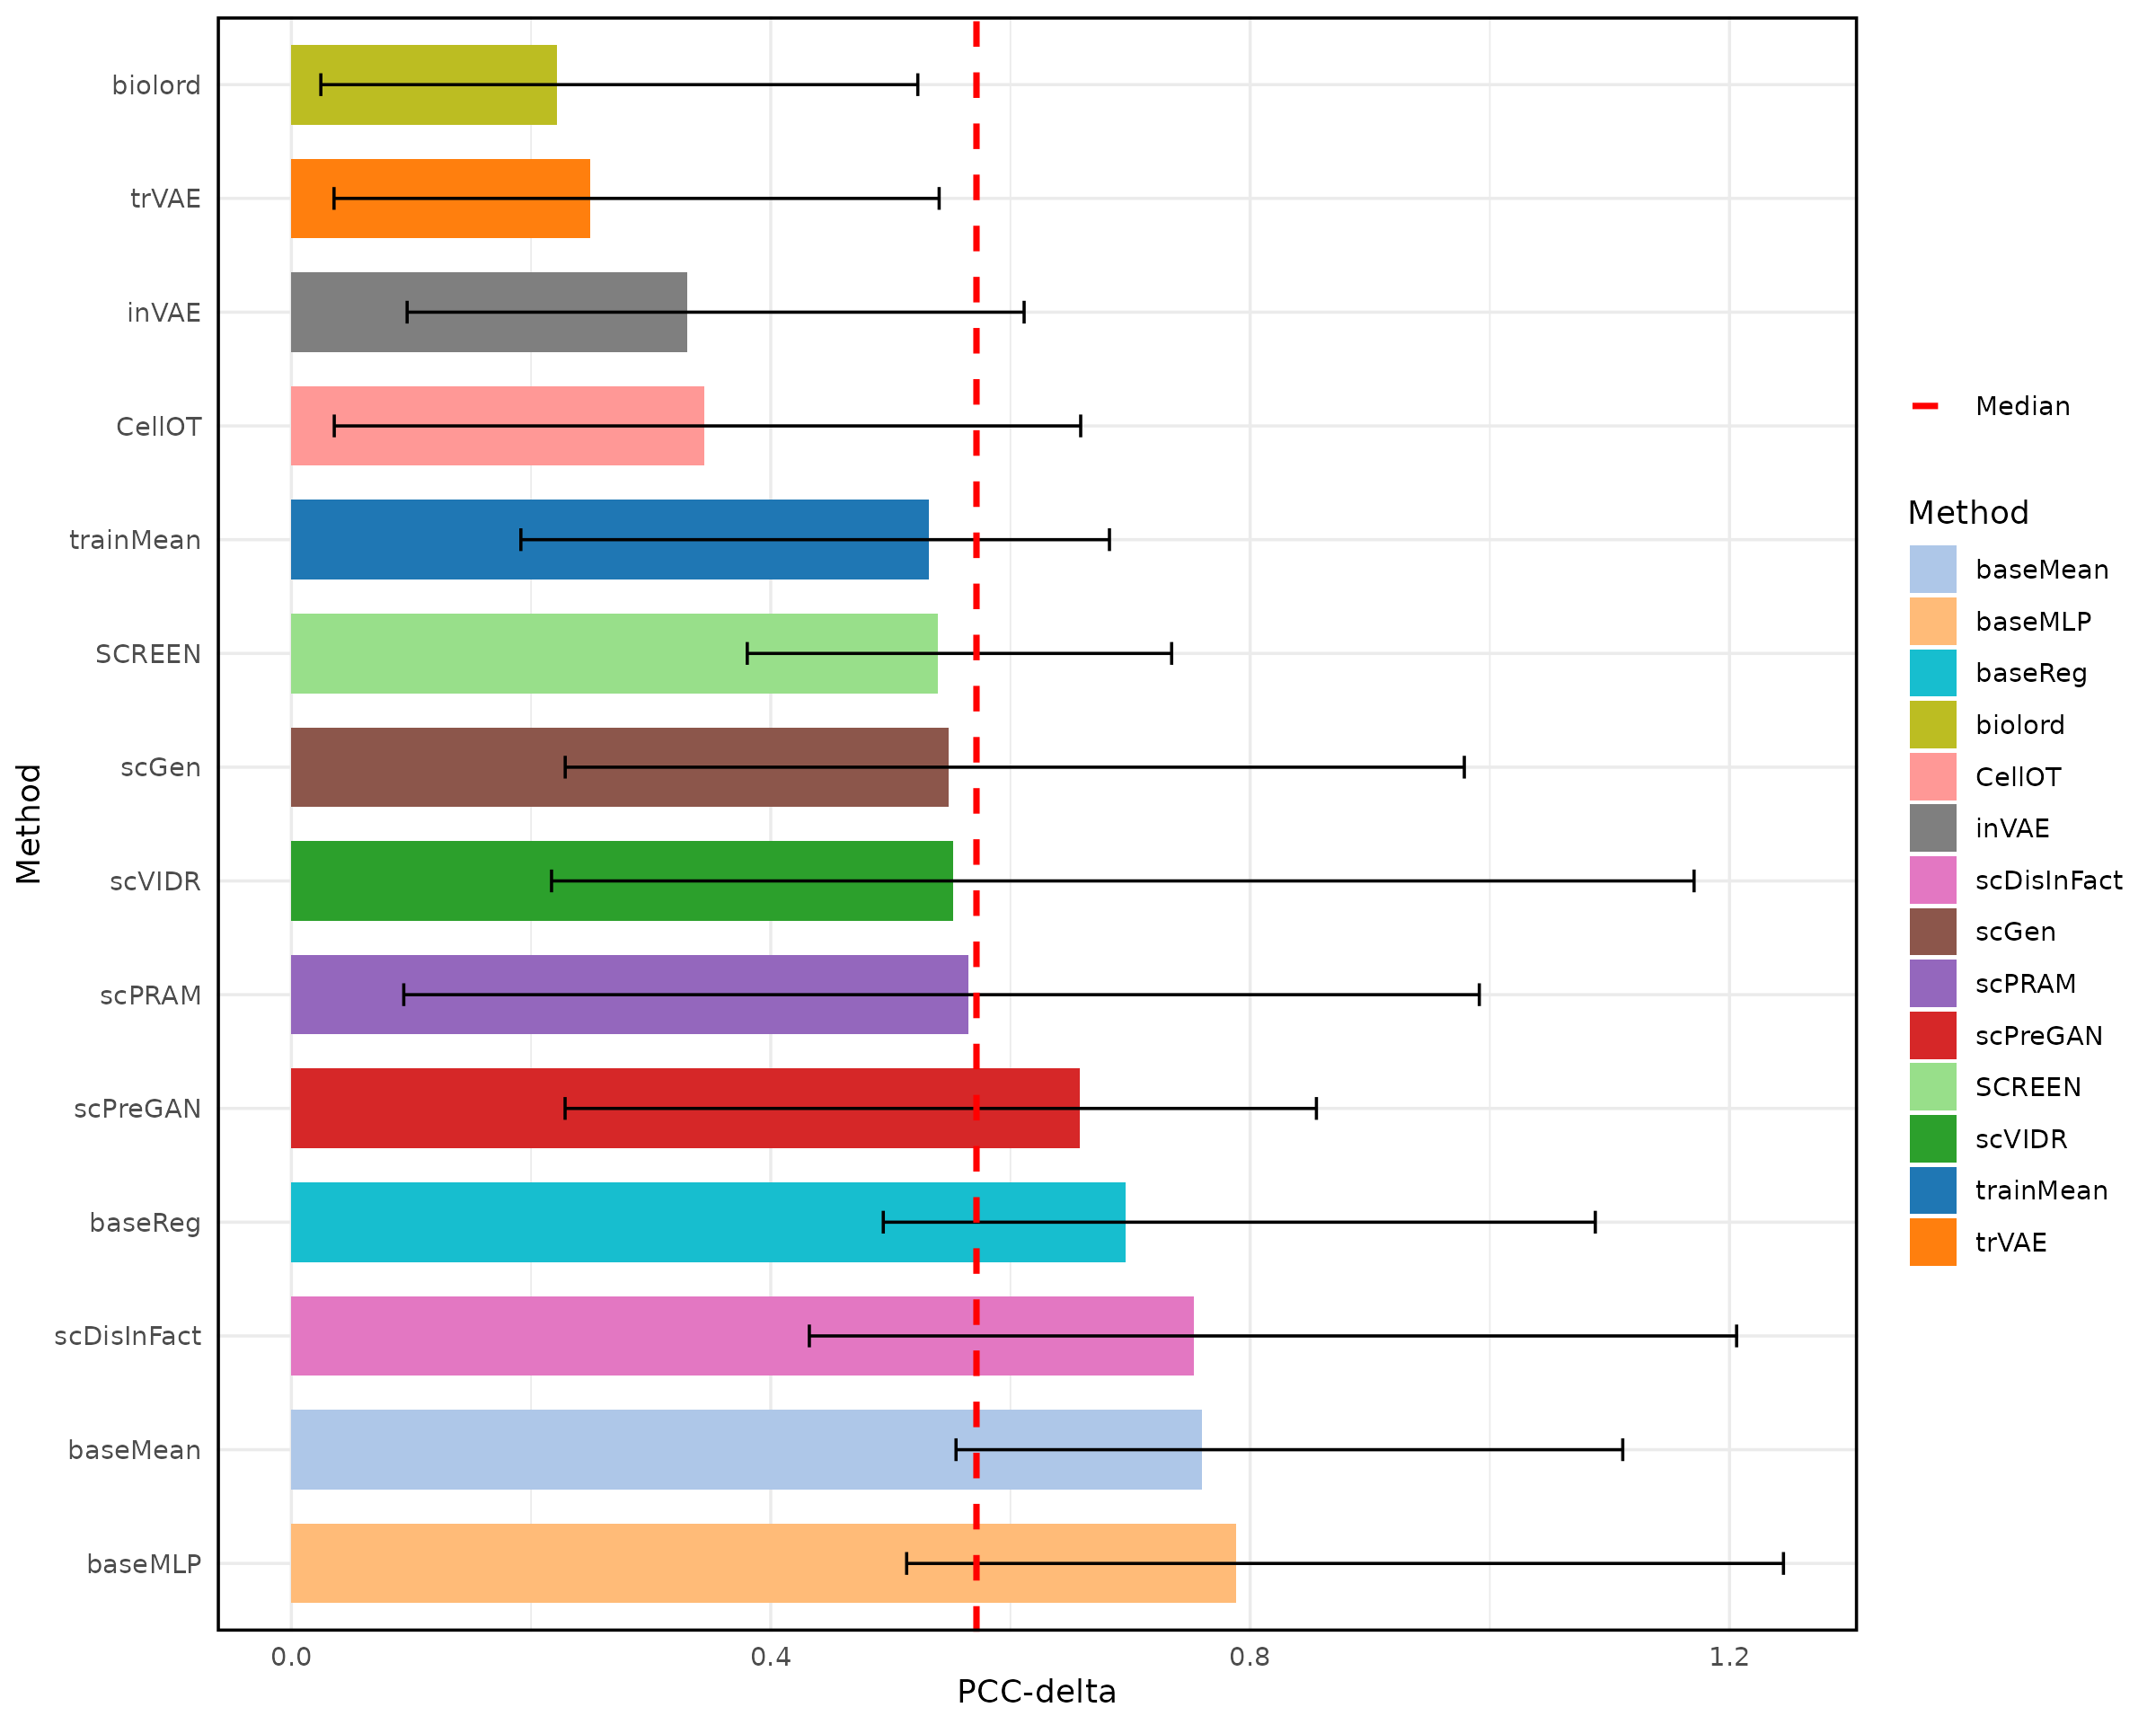 Method
biolord
trVAE
inVAE
CellOT
trainMean
SCREEN
scGen
scVIDR
scPRAM
scPreGAN
baseReg
scDisInFact
baseMean
baseMLP
0.0
0.4
0.8
1.2
PCC-delta
Median
Method
baseMean
baseMLP
baseReg
biolord
CellOT
inVAE
scDisInFact
scGen
scPRAM
scPreGAN
SCREEN
scVIDR
trainMean
trVAE